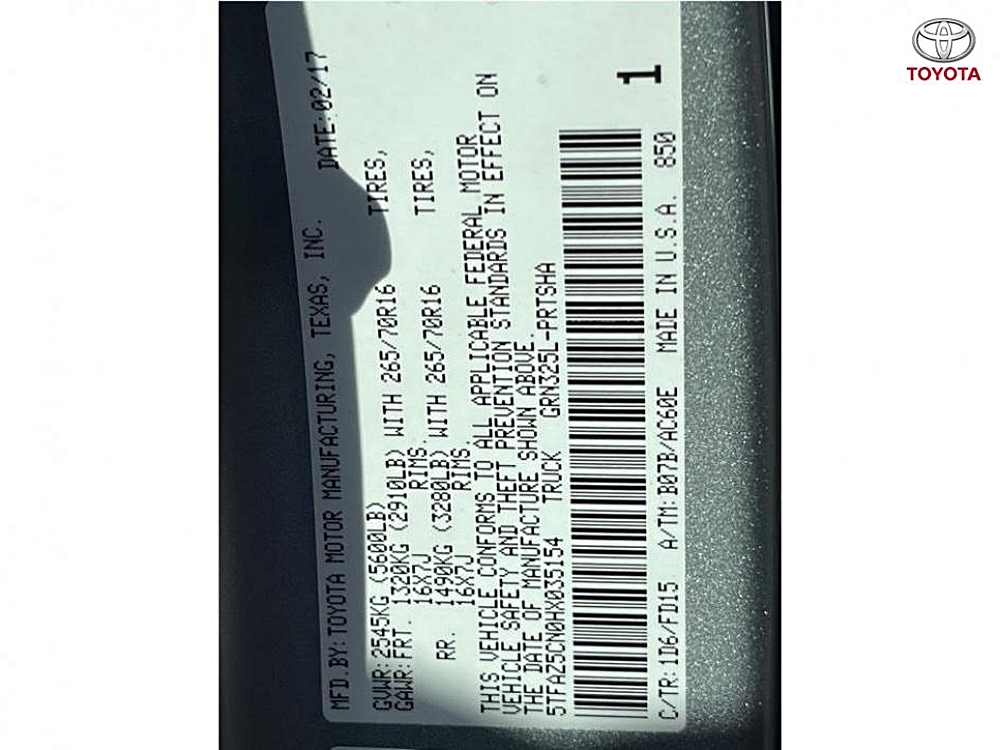 MFD.BY:TOYOTA MOTOR MANUFACTURING, TEXAS, INC. DATE:02/17
GVWR:2545KG (5600LB)
GAWR:FRT. 1320KG (2910LB) WITH 265/70R16 TIRES,
16X7J RIMS.
RR. 1490KG (3280LB) WITH 265/70R16 TIRES,
16X7J RIMS.
THIS VEHICLE CONFORMS TO ALL APPLICABLE FEDERAL MOTOR
VEHICLE SAFETY AND THEFT PREVENTION STANDARDS IN EFFECT ON
THE DATE OF MANUFACTURE SHOWN ABOVE.
5TFAZ5CN0HX035154 TRUCK GRN325L-PRTSHA
1
C/TR:1D6/FD15 A/TM:B07B/AC60E MADE IN U.S.A. 850
TOYOTA